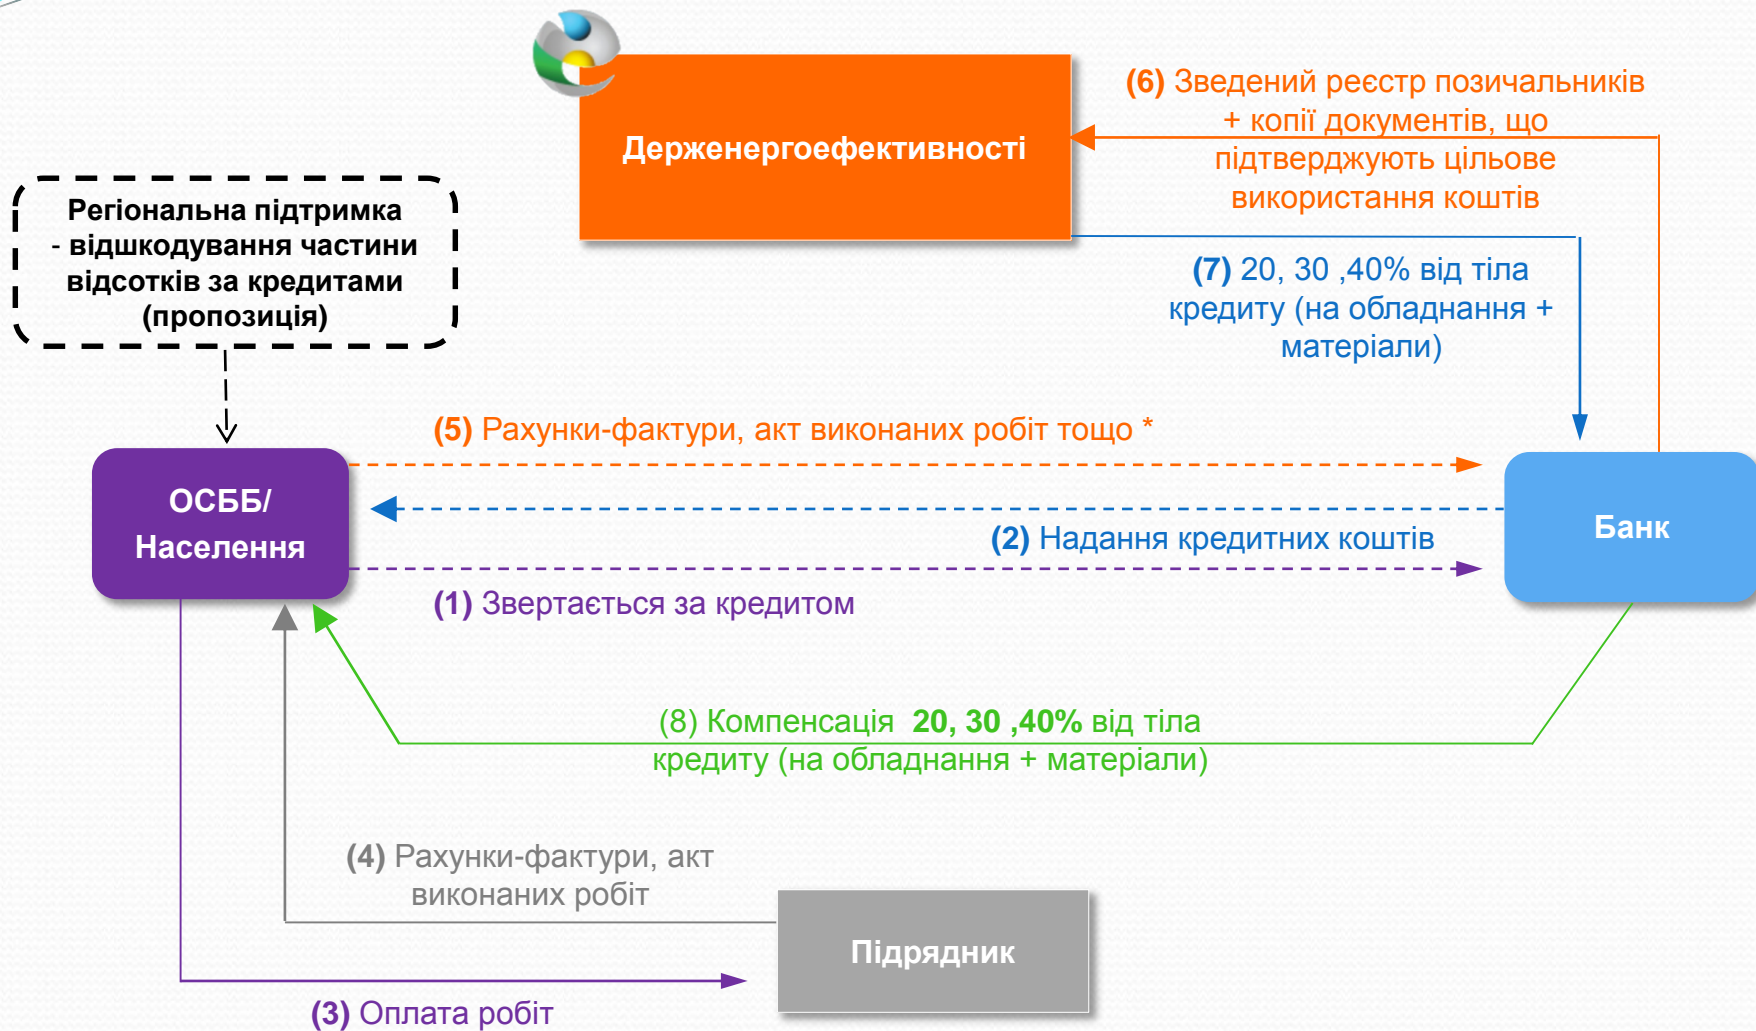 Держенергоефективності
(6) Зведений реєстр позичальників
+ копії документів, що
підтверджують цільове
використання коштів
Регіональна підтримка
- відшкодування частини
відсотків за кредитами
(пропозиція)
(7) 20, 30 ,40% від тіла
кредиту (на обладнання +
матеріали)
(5) Рахунки-фактури, акт виконаних робіт тощо *
ОСББ/
Населення
Банк
(2) Надання кредитних коштів
(1) Звертається за кредитом
(8) Компенсація 20, 30 ,40% від тіла
кредиту (на обладнання + матеріали)
(4) Рахунки-фактури, акт
виконаних робіт
Підрядник
(3) Оплата робіт